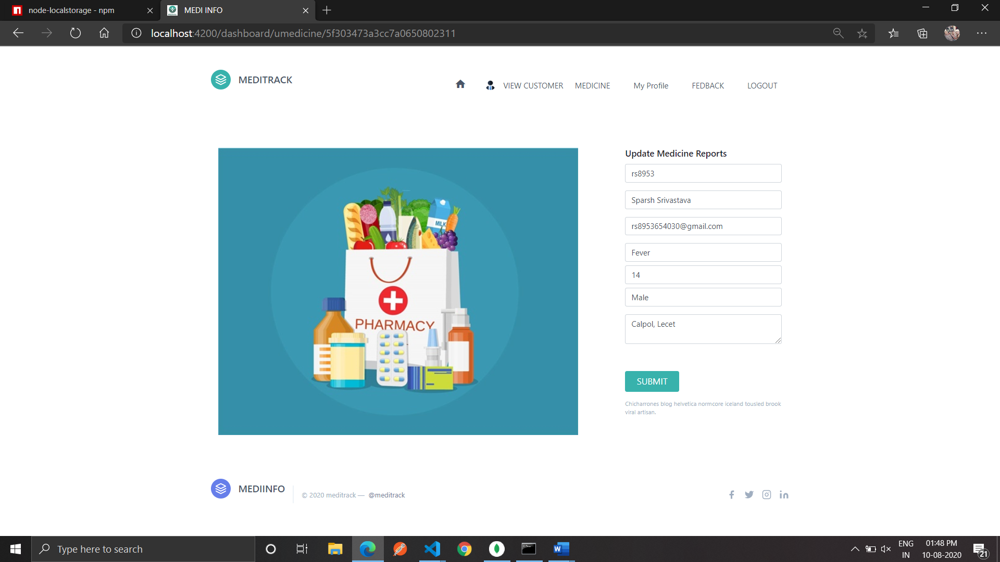 node-localstorage - npm
MEDI INFO
localhost:4200/dashboard/umedicine/5f303473a3cc7a0650802311
MEDITRACK
VIEW CUSTOMER
MEDICINE
My Profile
FEDBACK
LOGOUT
MILK
PHARMACY
Update Medicine Reports
rs8953
Sparsh Srivastava
rs8953654030@gmail.com
Fever
14
Male
Calpol, Lecet
SUBMIT
Chicharrones blog helvetica normcore iceland tousled brook
viral artisan.
MEDIINFO
© 2020 meditrack — @meditrack
Type here to search
ENG
IN
01:48 PM
10-08-2020
21